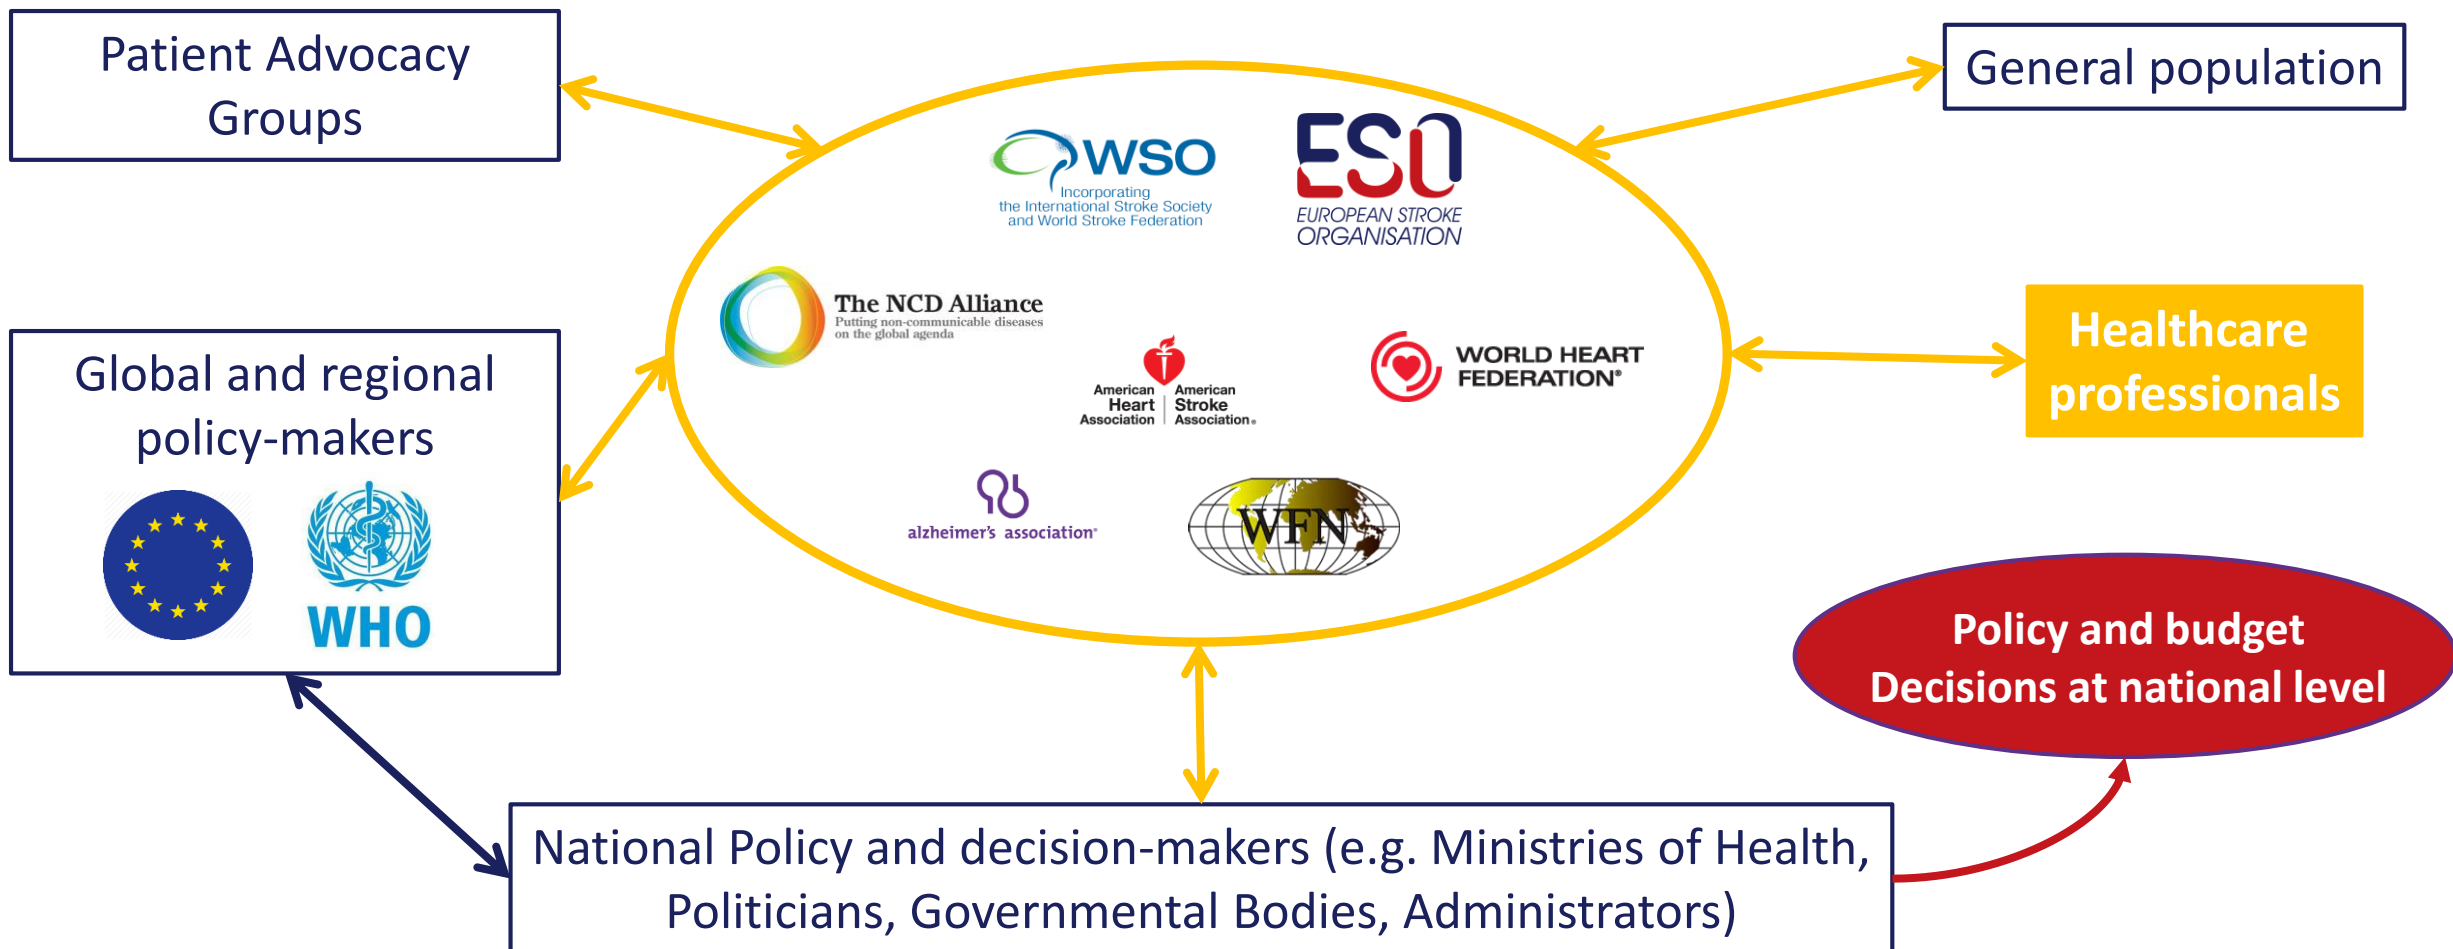 Patient Advocacy
Groups
General population
WSO
Incorporating
the International Stroke Society
and World Stroke Federation
ESO
EUROPEAN STROKE
ORGANISATION
The NCD Alliance
Putting non-communicable diseases
on the global agenda
Healthcare
professionals
Global and regional
policy-makers
American
Heart
Association
American
Stroke
Association®
WORLD HEART
FEDERATION®
alzheimer's association®
WFN
WHO
Policy and budget
Decisions at national level
National Policy and decision-makers (e.g. Ministries of Health,
Politicians, Governmental Bodies, Administrators)